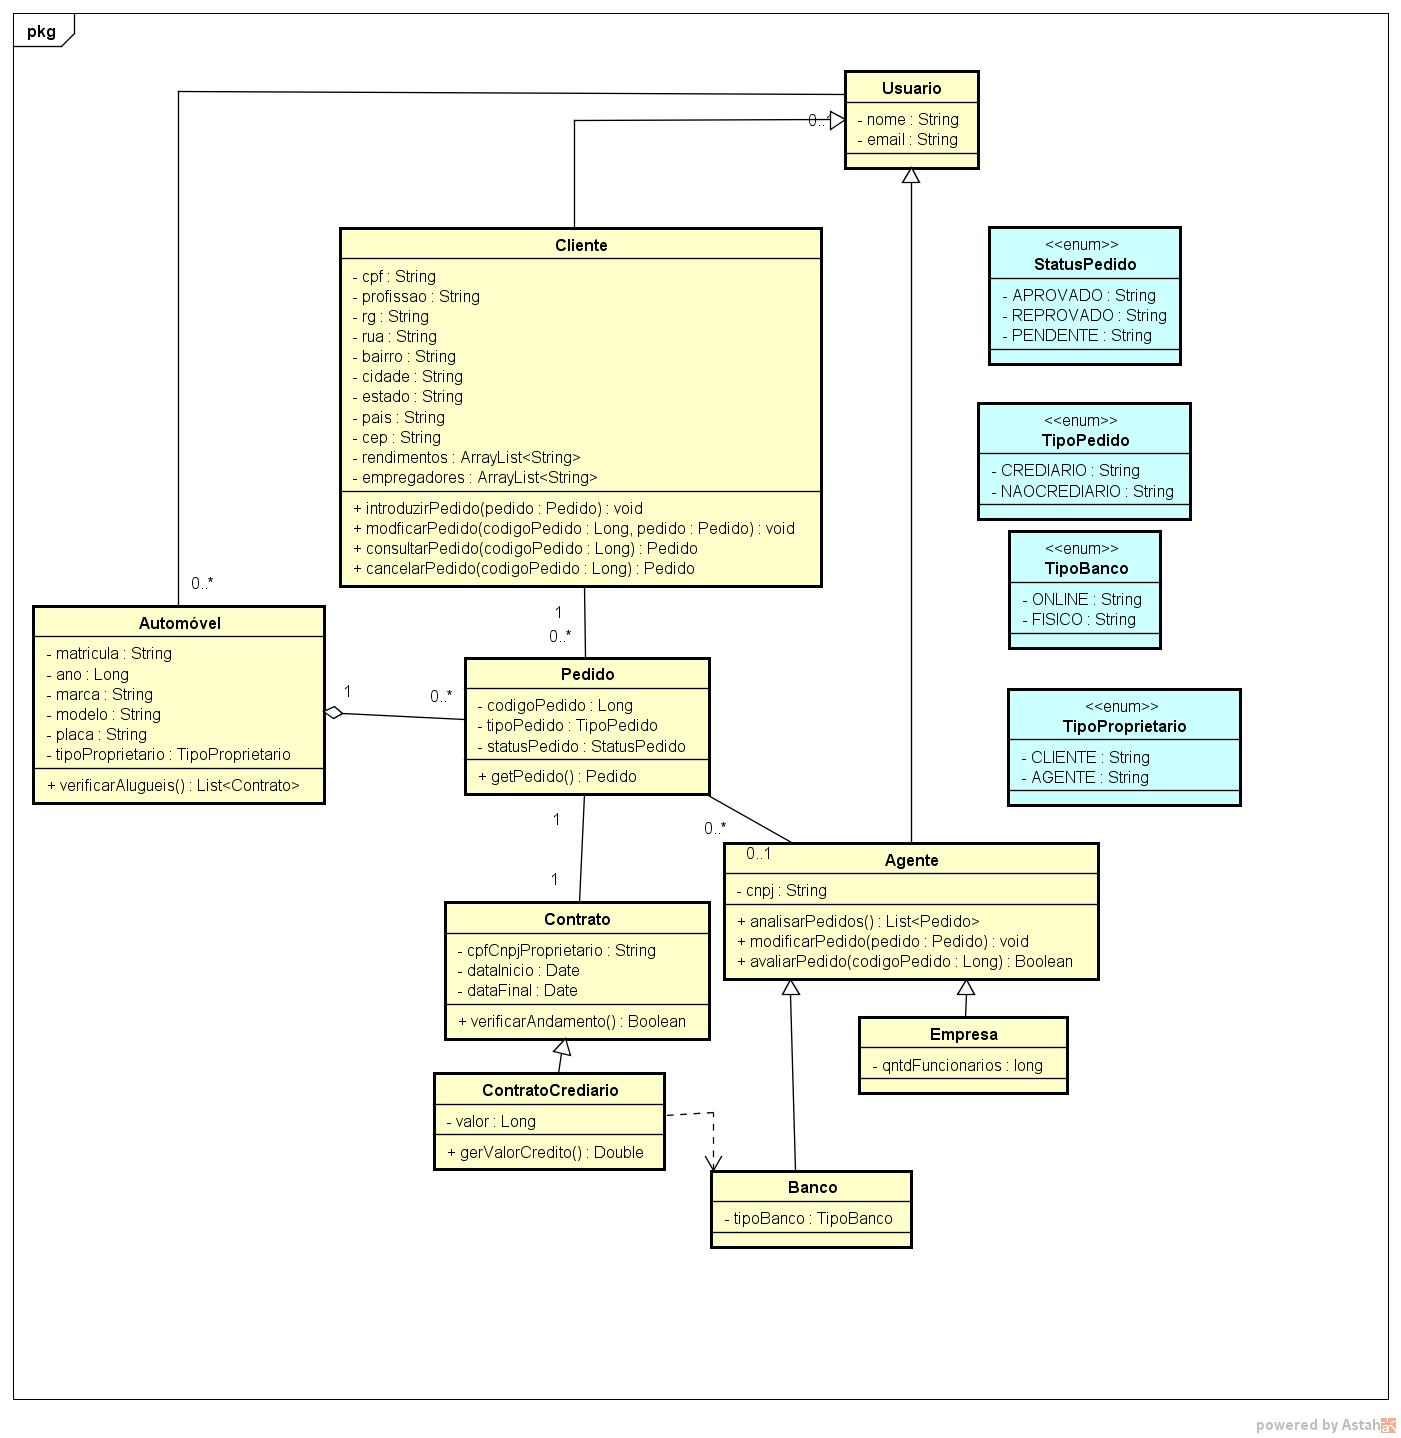 pkg
Usuario
- nome : String
- email : String
0..1
Cliente
- cpf : String
- profissao : String
- rg : String
- rua : String
- bairro : String
- cidade : String
- estado : String
- pais : String
- cep : String
- rendimentos : ArrayList<String>
- empregadores : ArrayList<String>
+ introduzirPedido(pedido : Pedido) : void
+ modficarPedido(codigoPedido : Long, pedido : Pedido) : void
+ consultarPedido(codigoPedido : Long) : Pedido
+ cancelarPedido(codigoPedido : Long) : Pedido
<<enum>>
StatusPedido
- APROVADO : String
- REPROVADO : String
- PENDENTE : String
<<enum>>
TipoPedido
- CREDIARIO : String
- NAOCREDIARIO : String
<<enum>>
TipoBanco
- ONLINE : String
- FISICO : String
<<enum>>
TipoProprietario
- CLIENTE : String
- AGENTE : String
0..*
Automóvel
- matricula : String
- ano : Long
- marca : String
- modelo : String
- placa : String
- tipoProprietario : TipoProprietario
+ verificarAlugueis() : List<Contrato>
1
0..*
1
0..*
Pedido
- codigoPedido : Long
- tipoPedido : TipoPedido
- statusPedido : StatusPedido
+ getPedido() : Pedido
1
1
0..*
0..1
Agente
- cnpj : String
+ analisarPedidos() : List<Pedido>
+ modificarPedido(pedido : Pedido) : void
+ avaliarPedido(codigoPedido : Long) : Boolean
Contrato
- cpfCnpjProprietario : String
- dataInicio : Date
- dataFinal : Date
+ verificarAndamento() : Boolean
Empresa
- qntdFuncionarios : long
ContratoCrediario
- valor : Long
+ gerValorCredito() : Double
Banco
- tipoBanco : TipoBanco
powered by Astah